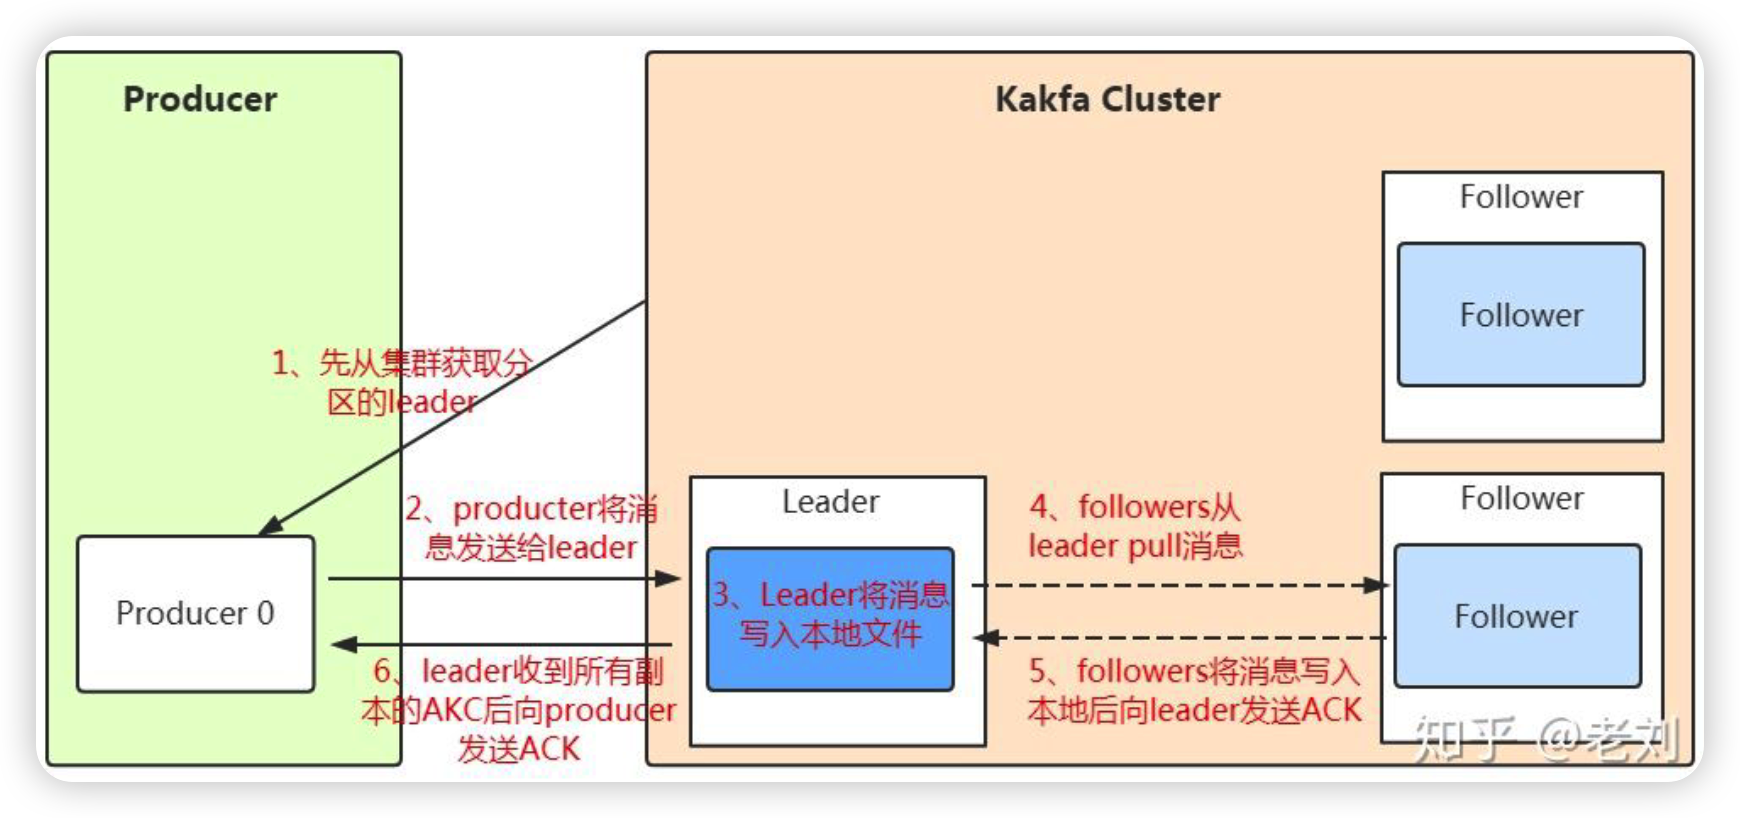 Producer
Kakfa Cluster
Follower
Follower
1、先从集群获取分
区的leader
2、producter将消
息发送给leader
Leader
4、followers从
leader pull消息
Follower
Producer 0
3、Leader将消息
写入本地文件
Follower
6、leader收到所有副
本的AKC后向producer
发送ACK
5、followers将消息写入
本地后向leader发送ACK
知乎 @老刘